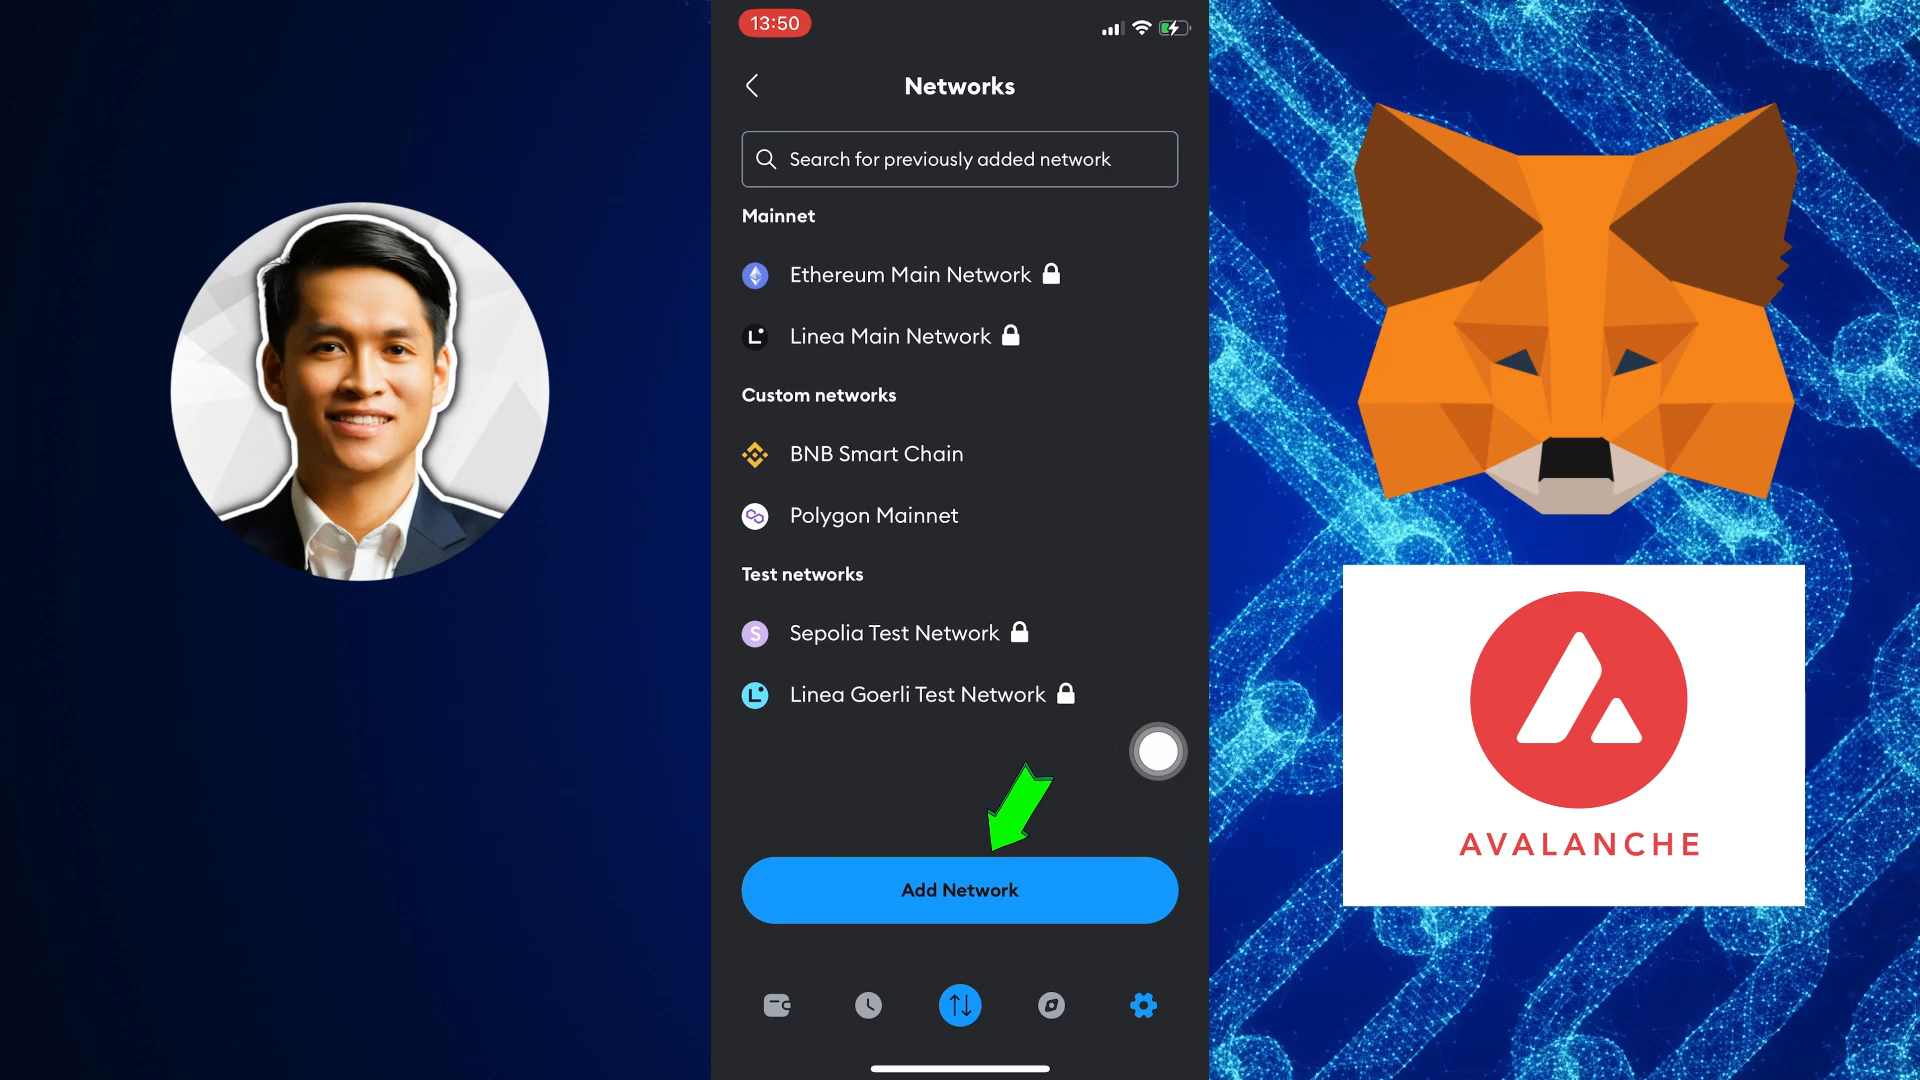 13:50
Networks
Search for previously added network
Mainnet
Ethereum Main Network
Linea Main Network
Custom networks
BNB Smart Chain
Polygon Mainnet
Test networks
S Sepolia Test Network
Linea Goerli Test Network
Add Network
AVALANCHE